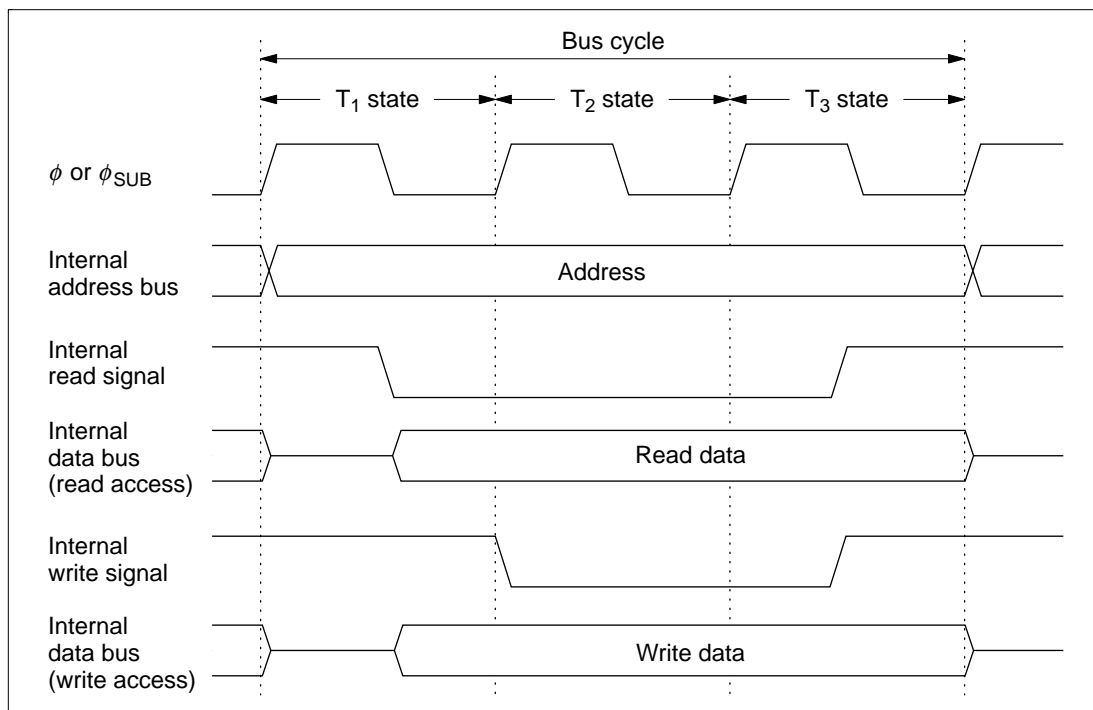 Bus cycle
T1 state
T2 state
T3 state
ϕ or ϕSUB
Internal
address bus
Address
Internal
read signal
Internal
data bus
(read access)
Read data
Internal
write signal
Internal
data bus
(write access)
Write data